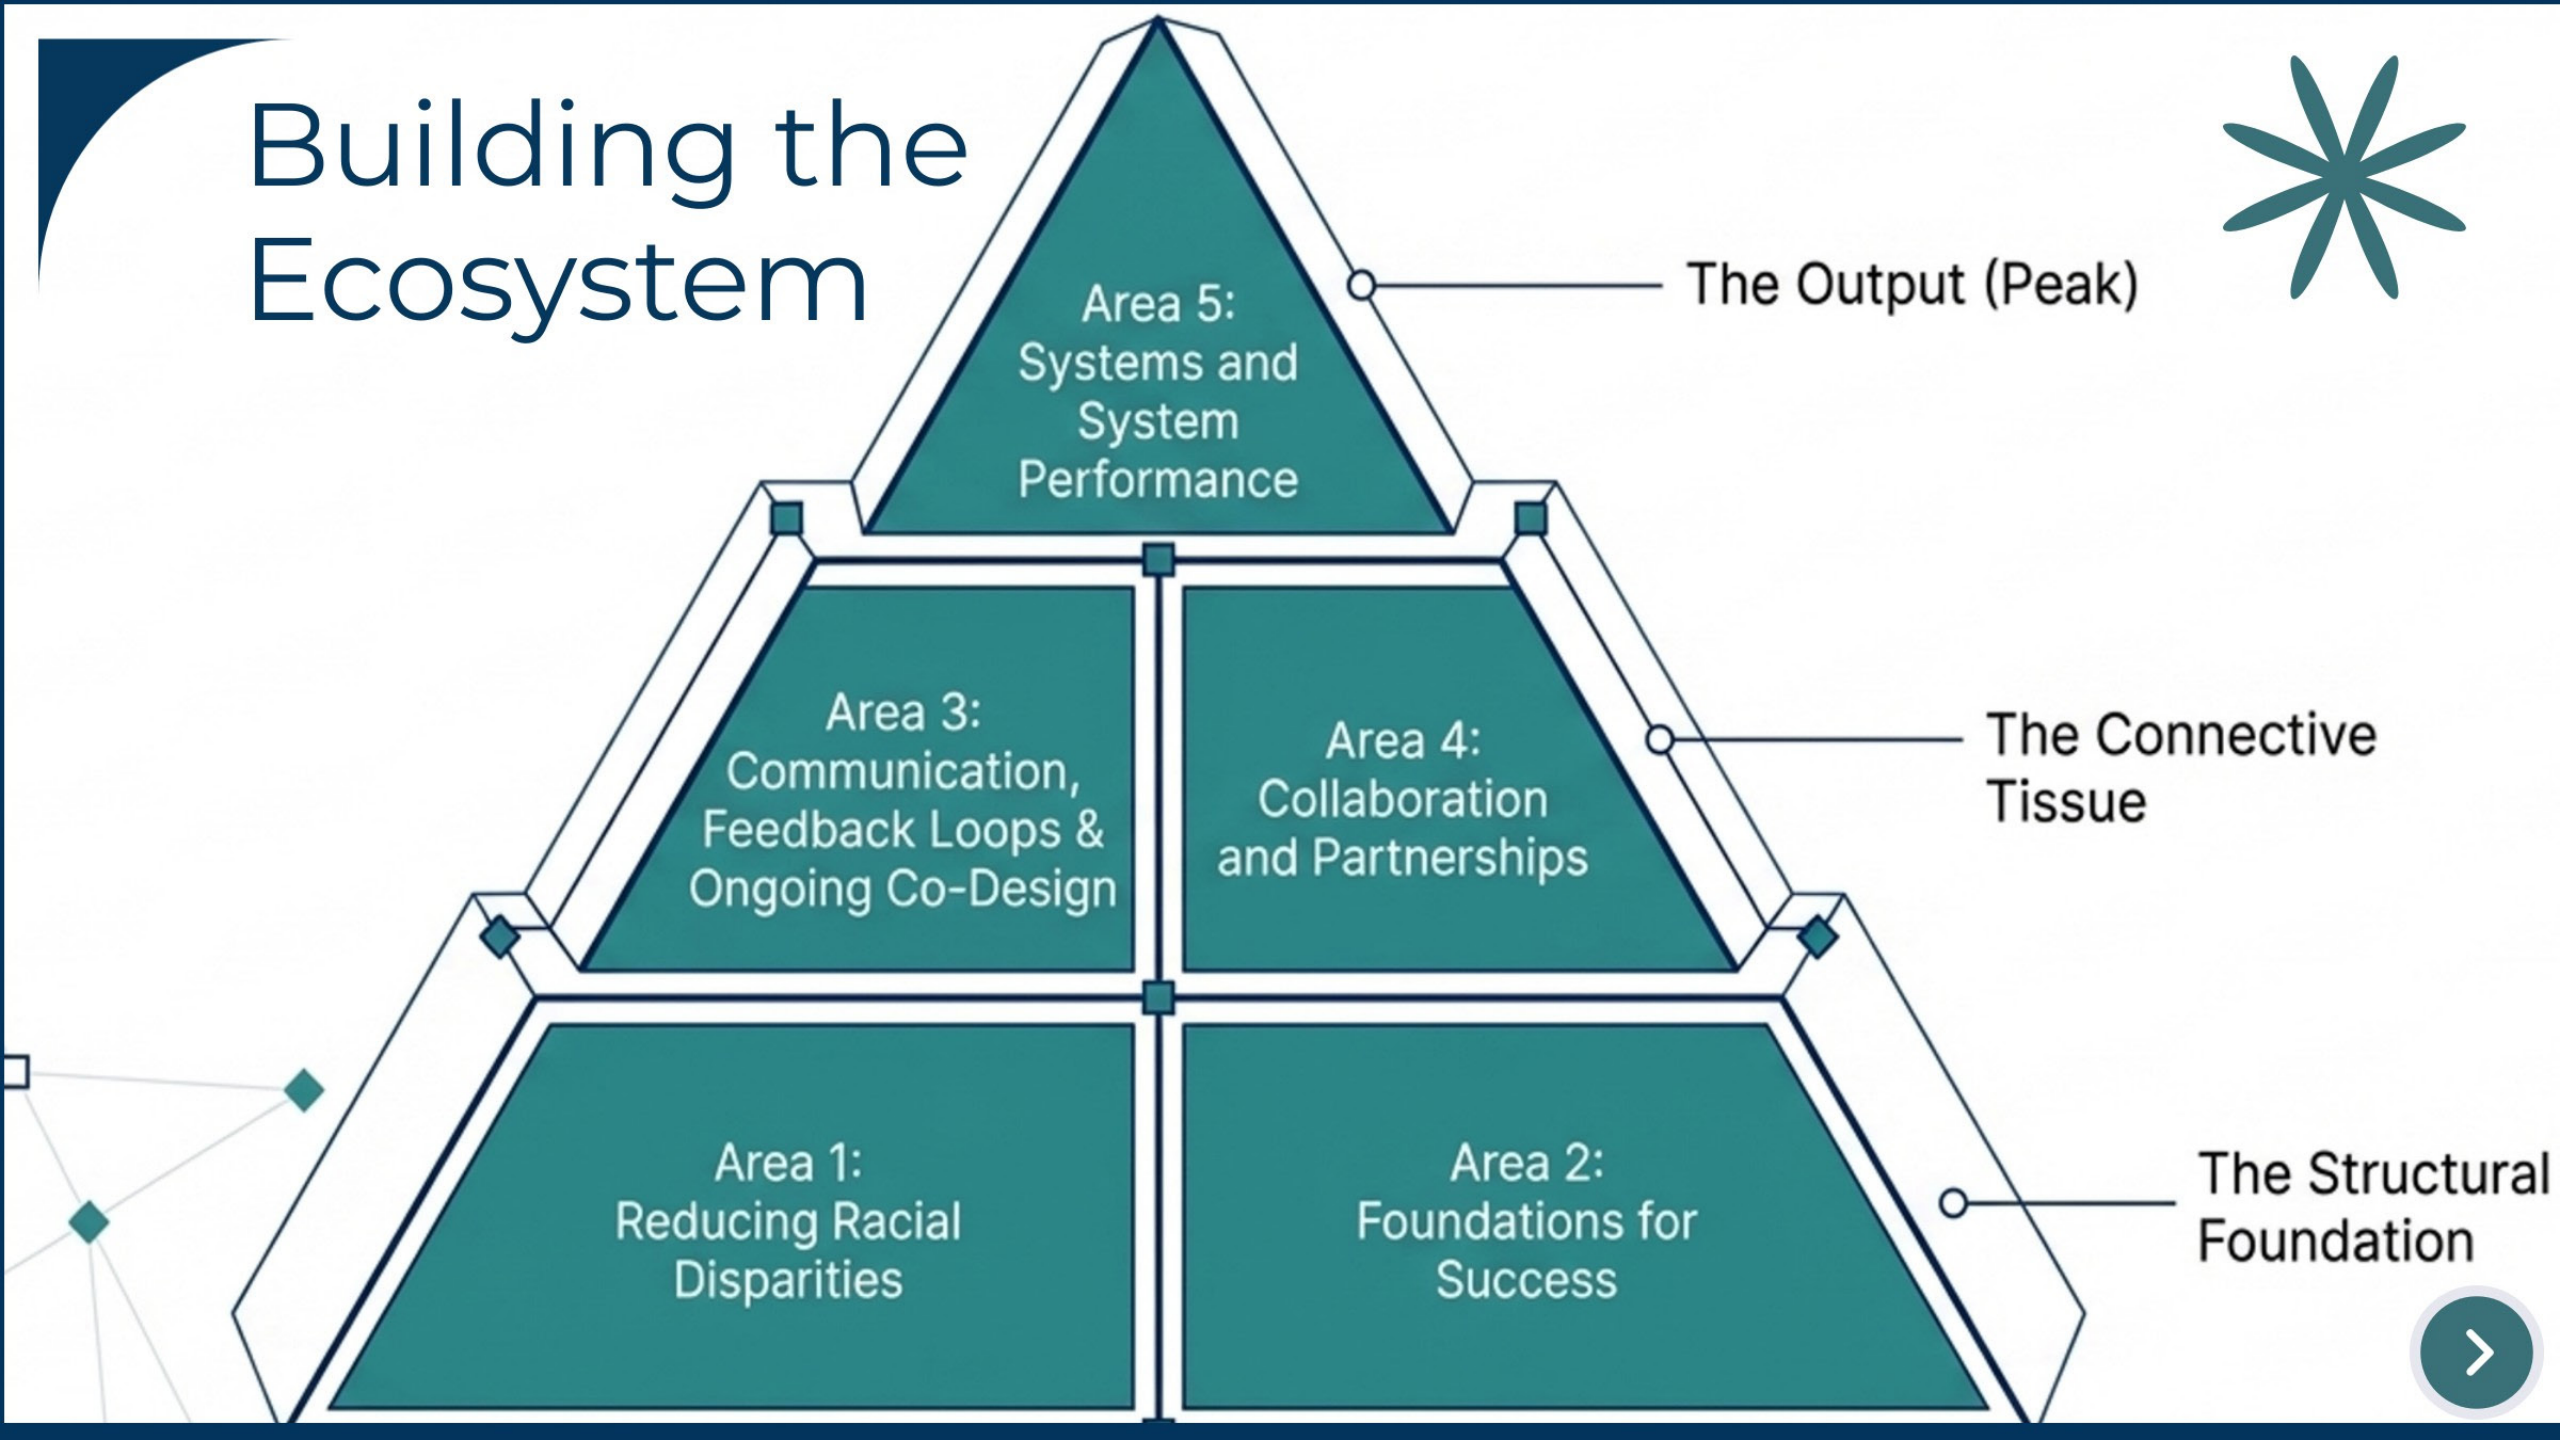 Building the
Ecosystem
Area 5:
Systems and
System
Performance
The Output (Peak)
Area 3:
Communication,
Feedback Loops &
Ongoing Co-Design
Area 4:
Collaboration
and Partnerships
The Connective
Tissue
Area 1:
Reducing Racial
Disparities
Area 2:
Foundations for
Success
The Structural
Foundation